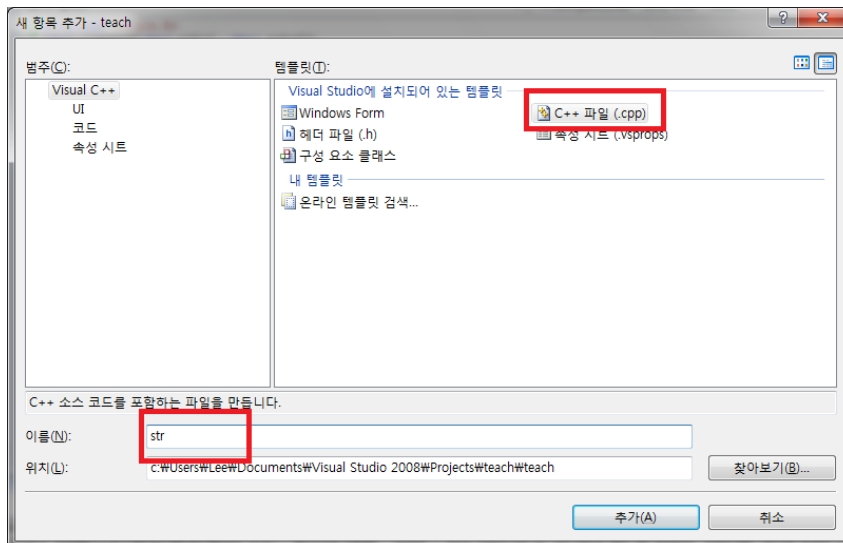 새 항목 추가 - teach
범주(C):
템플릿(T):
Visual C++
UI
코드
속성 시트
Visual Studio에 설치되어 있는 템플릿
Windows Form
C++ 파일 (.cpp)
헤더 파일 (.h)
속성 시트 (.vsprops)
구성 요소 클래스
내 템플릿
온라인 템플릿 검색...
C++ 소스 코드를 포함하는 파일을 만듭니다.
이름(N):
str
위치(L):
c:₩Users₩Lee₩Documents₩Visual Studio 2008₩Projects₩teach₩teach
찾아보기(B)...
추가(A)
취소